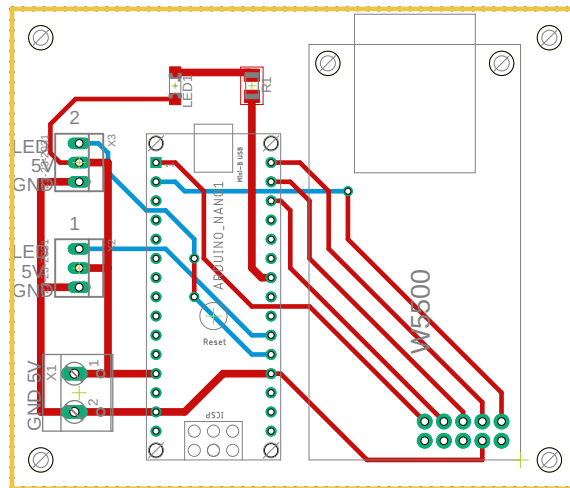 LED1
R1
2
LED
5V
GND
X3
Mini-B USB
1
LED
5V
GND
ARDUINO_NANO1
W5500
Reset
5V
GND
X1
1
2
ICSP